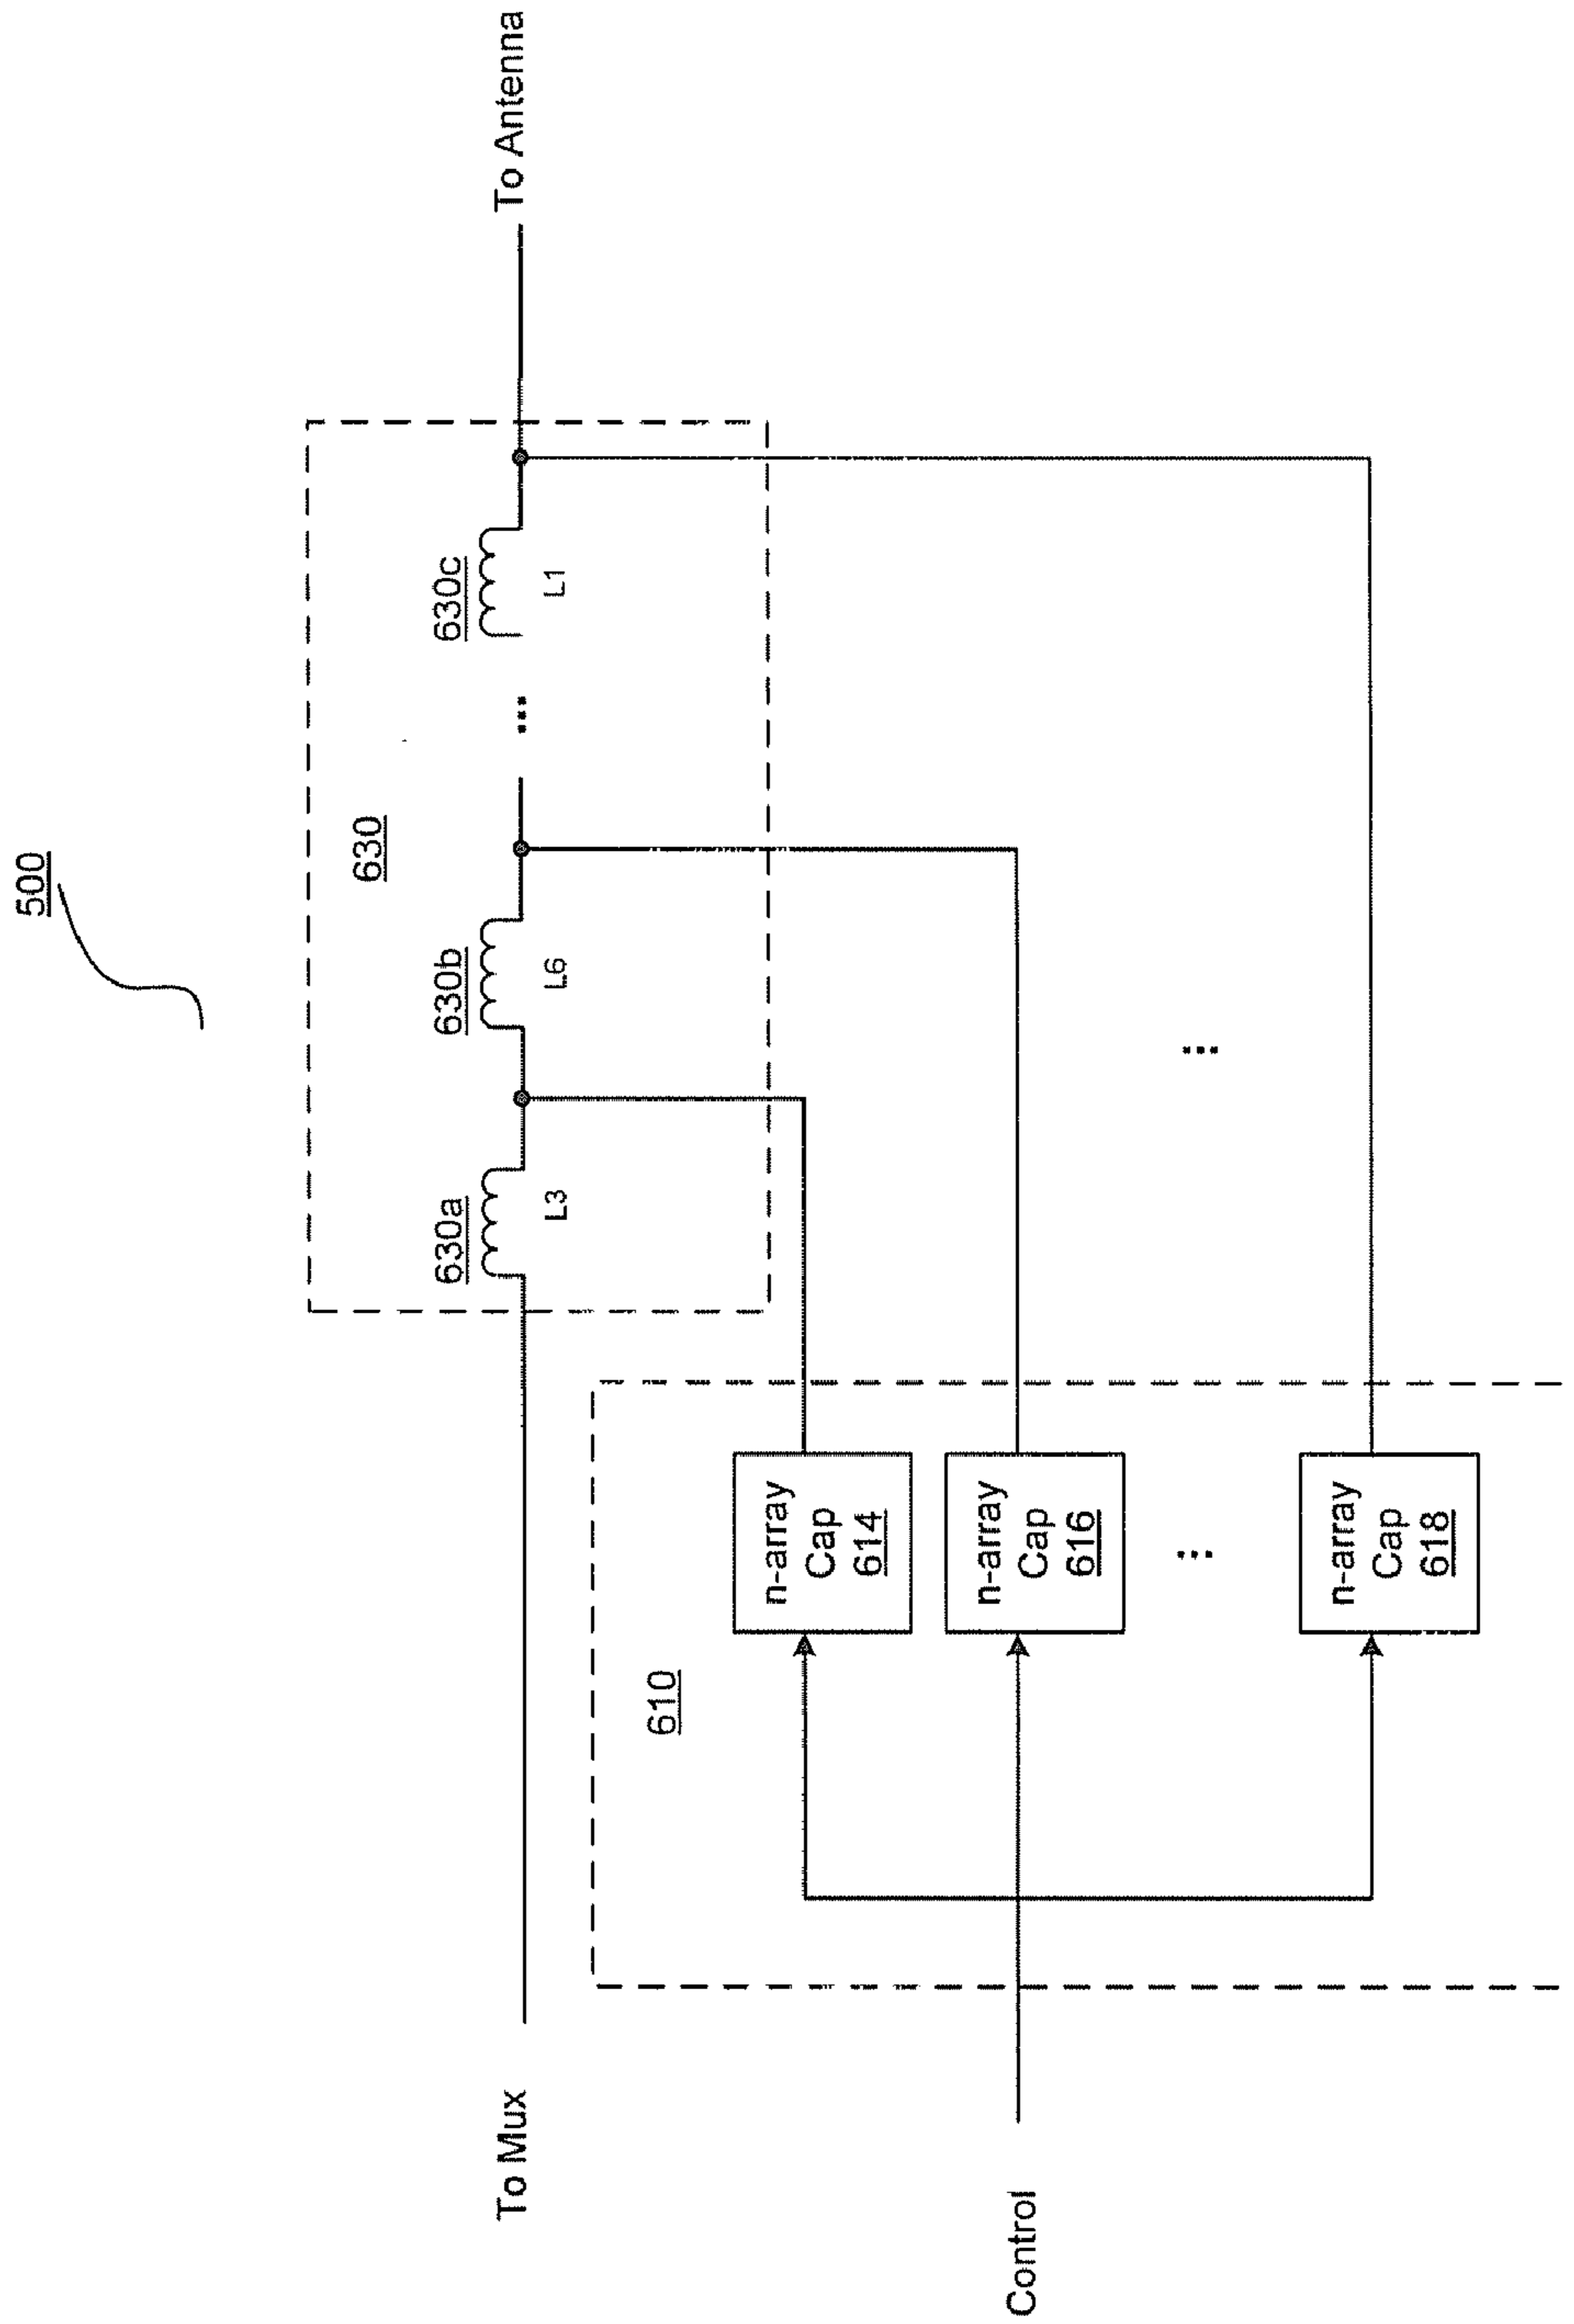 500
630
630a
630b
630c
L3
L6
...
L1
To Mux
To Antenna
610
n-array
Cap
614
n-array
Cap
616
...
...
n-array
Cap
618
Control